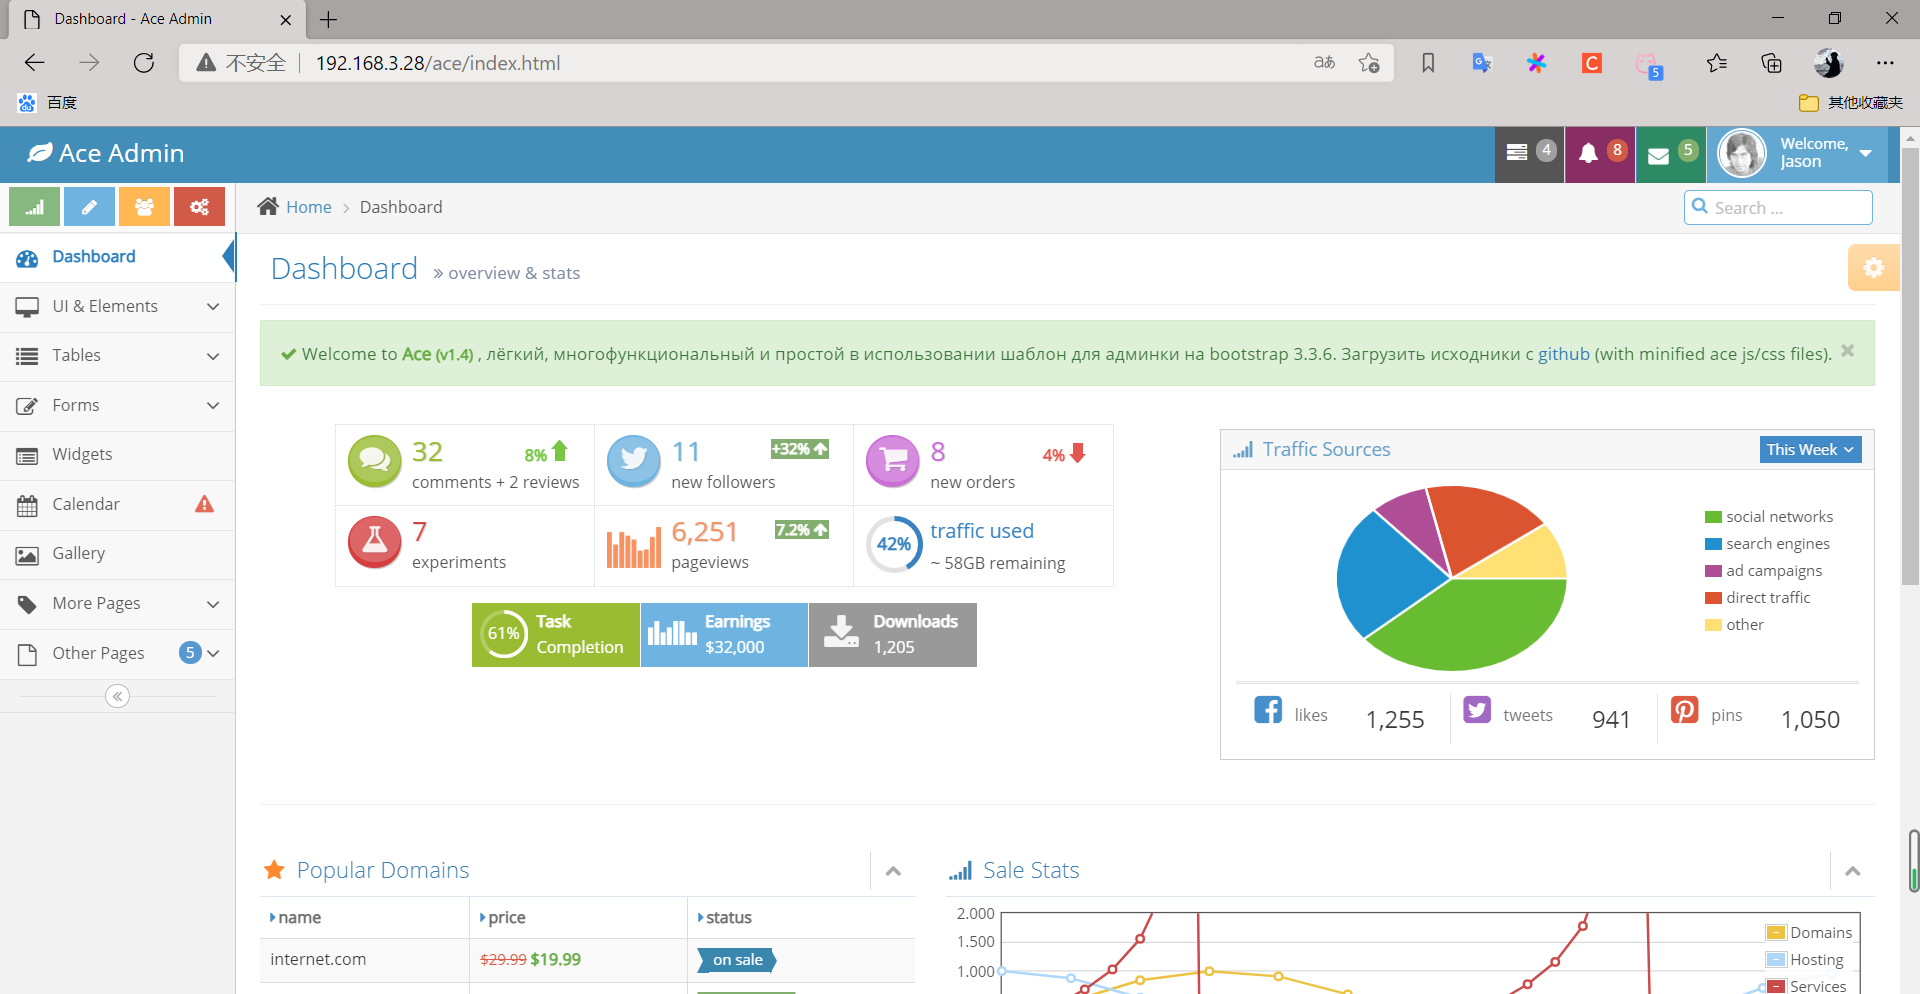 Dashboard - Ace Admin
不安全 192.168.3.28/ace/index.html
aあ
C
5
百度
其他收藏夹
Ace Admin
4
8
5
Welcome,
Jason
Home Dashboard
Search ...
Dashboard
UI & Elements
Tables
Forms
Widgets
Calendar
Gallery
More Pages
Other Pages 5
Dashboard » overview & stats
Welcome to Ace (v1.4) , лёгкий, многофункциональный и простой в использовании шаблон для админки на bootstrap 3.3.6. Загрузить исходники с github (with minified ace js/css files).
32 8%
comments + 2 reviews
11 +32%
new followers
8 4%
new orders
7
experiments
6,251 7.2%
pageviews
42% traffic used
~ 58GB remaining
61% Task
Completion
Earnings
$32,000
Downloads
1,205
Traffic Sources This Week
social networks
search engines
ad campaigns
direct traffic
other
likes 1,255
tweets 941
pins 1,050
Popular Domains
name price status
internet.com $29.99 $19.99 on sale
Sale Stats
2.000
1.500
1.000
Domains
Hosting
Services